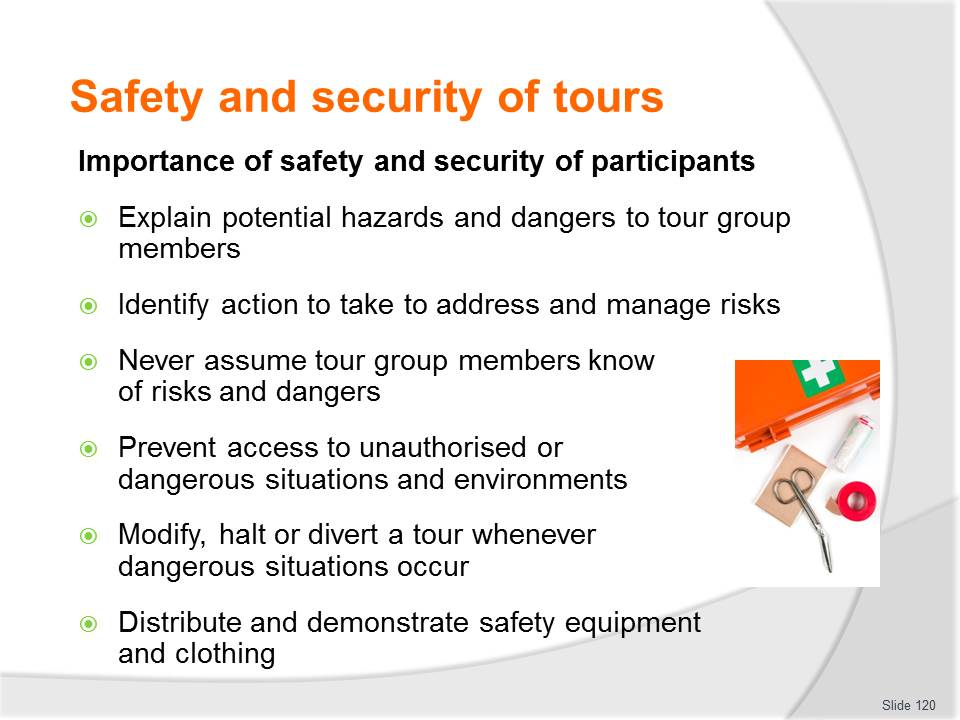 Safety and security of tours
Importance of safety and security of participants
Explain potential hazards and dangers to tour group
members
Identify action to take to address and manage risks
Never assume tour group members know
of risks and dangers
Prevent access to unauthorised or
dangerous situations and environments
Modify, halt or divert a tour whenever
dangerous situations occur
Distribute and demonstrate safety equipment
and clothing
Slide 120